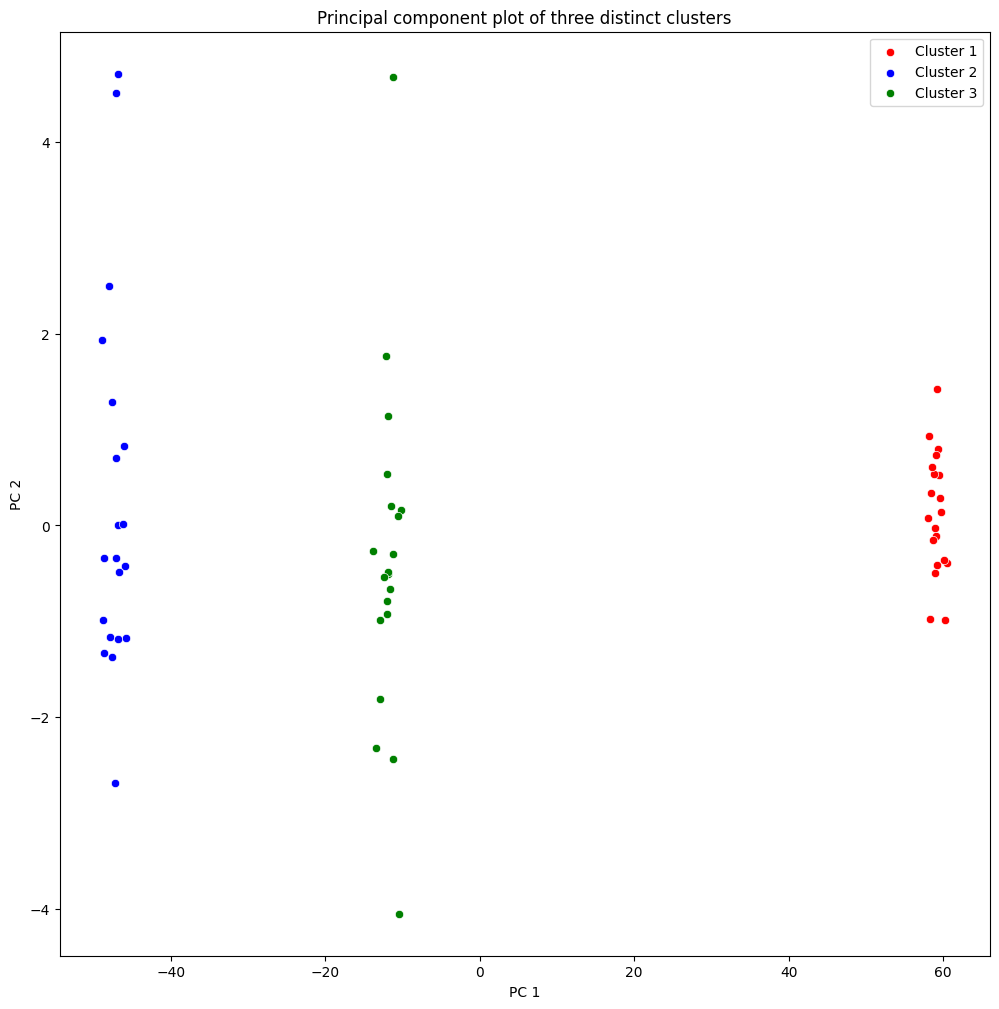 Principal component plot of three distinct clusters
Cluster 1
Cluster 2
Cluster 3
4
2
0
−2
−4
PC 2
−40
−20
0
20
40
60
PC 1